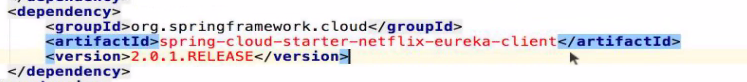 <dependency>
<groupId>org.springframework.cloud</groupId>
<artifactId>spring-cloud-starter-netflix-eureka-client</artifactId>
<version>2.0.1.RELEASE</version>
</dependency>